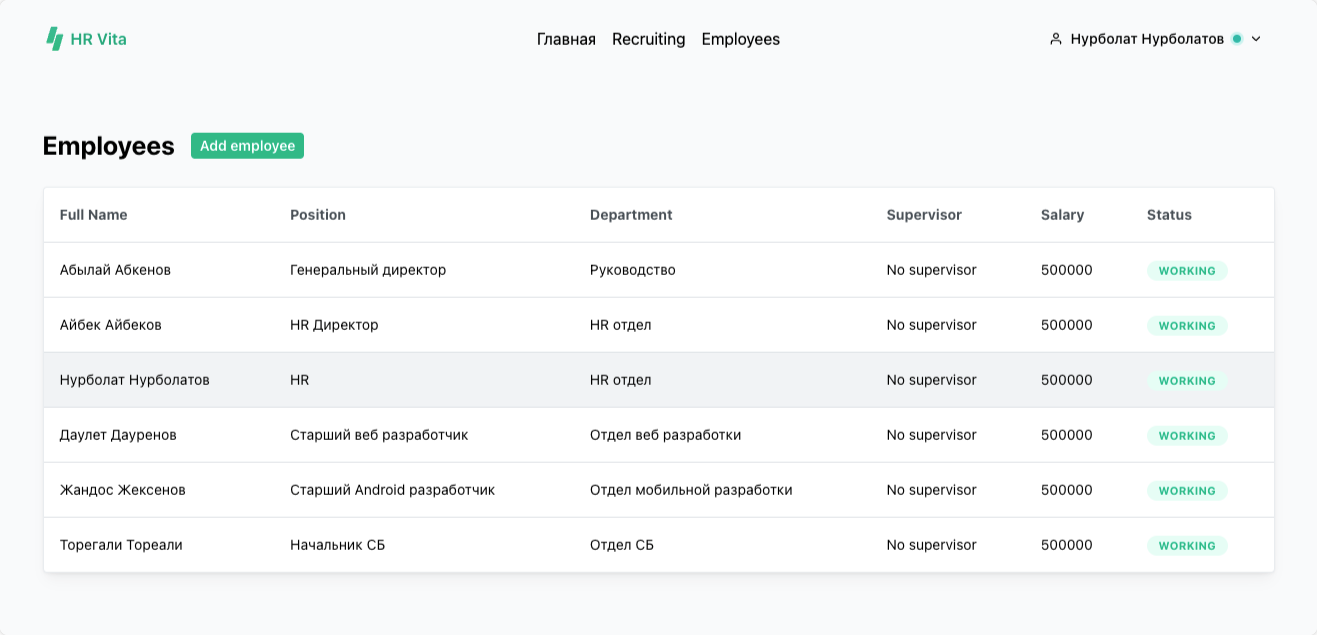 HR Vita Главная Recruiting Employees Нурболат Нурболатов
Employees Add employee
Full Name Position Department Supervisor Salary Status
Абылай Абкенов Генеральный директор Руководство No supervisor 500000 WORKING
Айбек Айбеков HR Директор HR отдел No supervisor 500000 WORKING
Нурболат Нурболатов HR HR отдел No supervisor 500000 WORKING
Даулет Дауренов Старший веб разработчик Отдел веб разработки No supervisor 500000 WORKING
Жандос Жексенов Старший Android разработчик Отдел мобильной разработки No supervisor 500000 WORKING
Торегали Тореали Начальник СБ Отдел СБ No supervisor 500000 WORKING